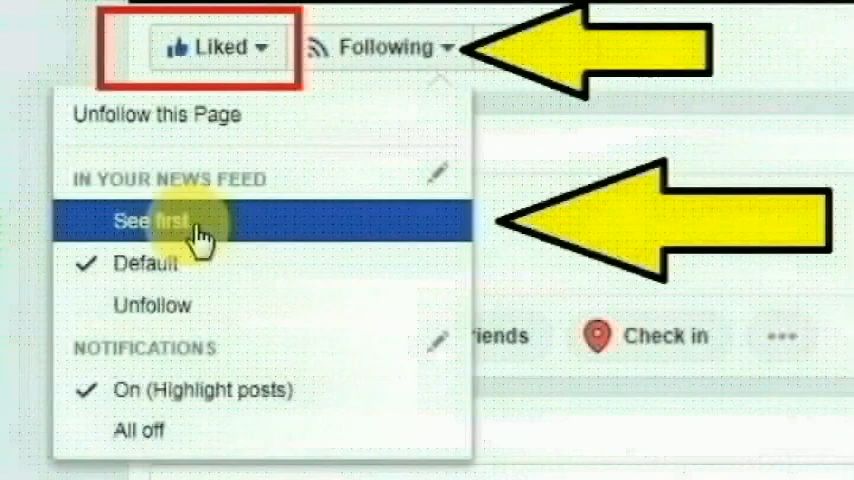 Liked Following
Unfollow this Page
IN YOUR NEWS FEED
See first
Default
Unfollow
riends Check in
NOTIFICATIONS
On (Highlight posts)
All off